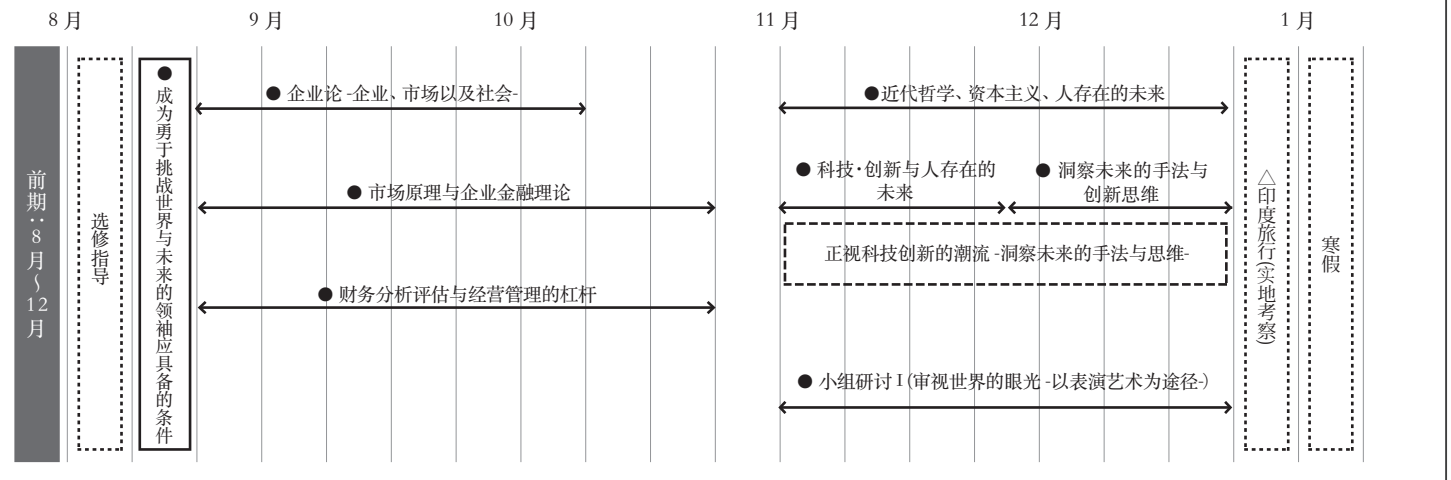 8 月
9 月
10 月
11 月
12 月
1 月
前期：8 月～12 月
选修指导
● 成为勇于挑战世界与未来的领袖应具备的条件
● 企业论 -企业、市场以及社会-
● 市场原理与企业金融理论
● 财务分析评估与经营管理的杠杆
●近代哲学、资本主义、人存在的未来
● 科技·创新与人存在的
未来
● 洞察未来的手法与
创新思维
正视科技创新的潮流 -洞察未来的手法与思维-
● 小组研讨 I (审视世界的眼光 -以表演艺术为途径-)
△印度旅行(实地考察)
寒假